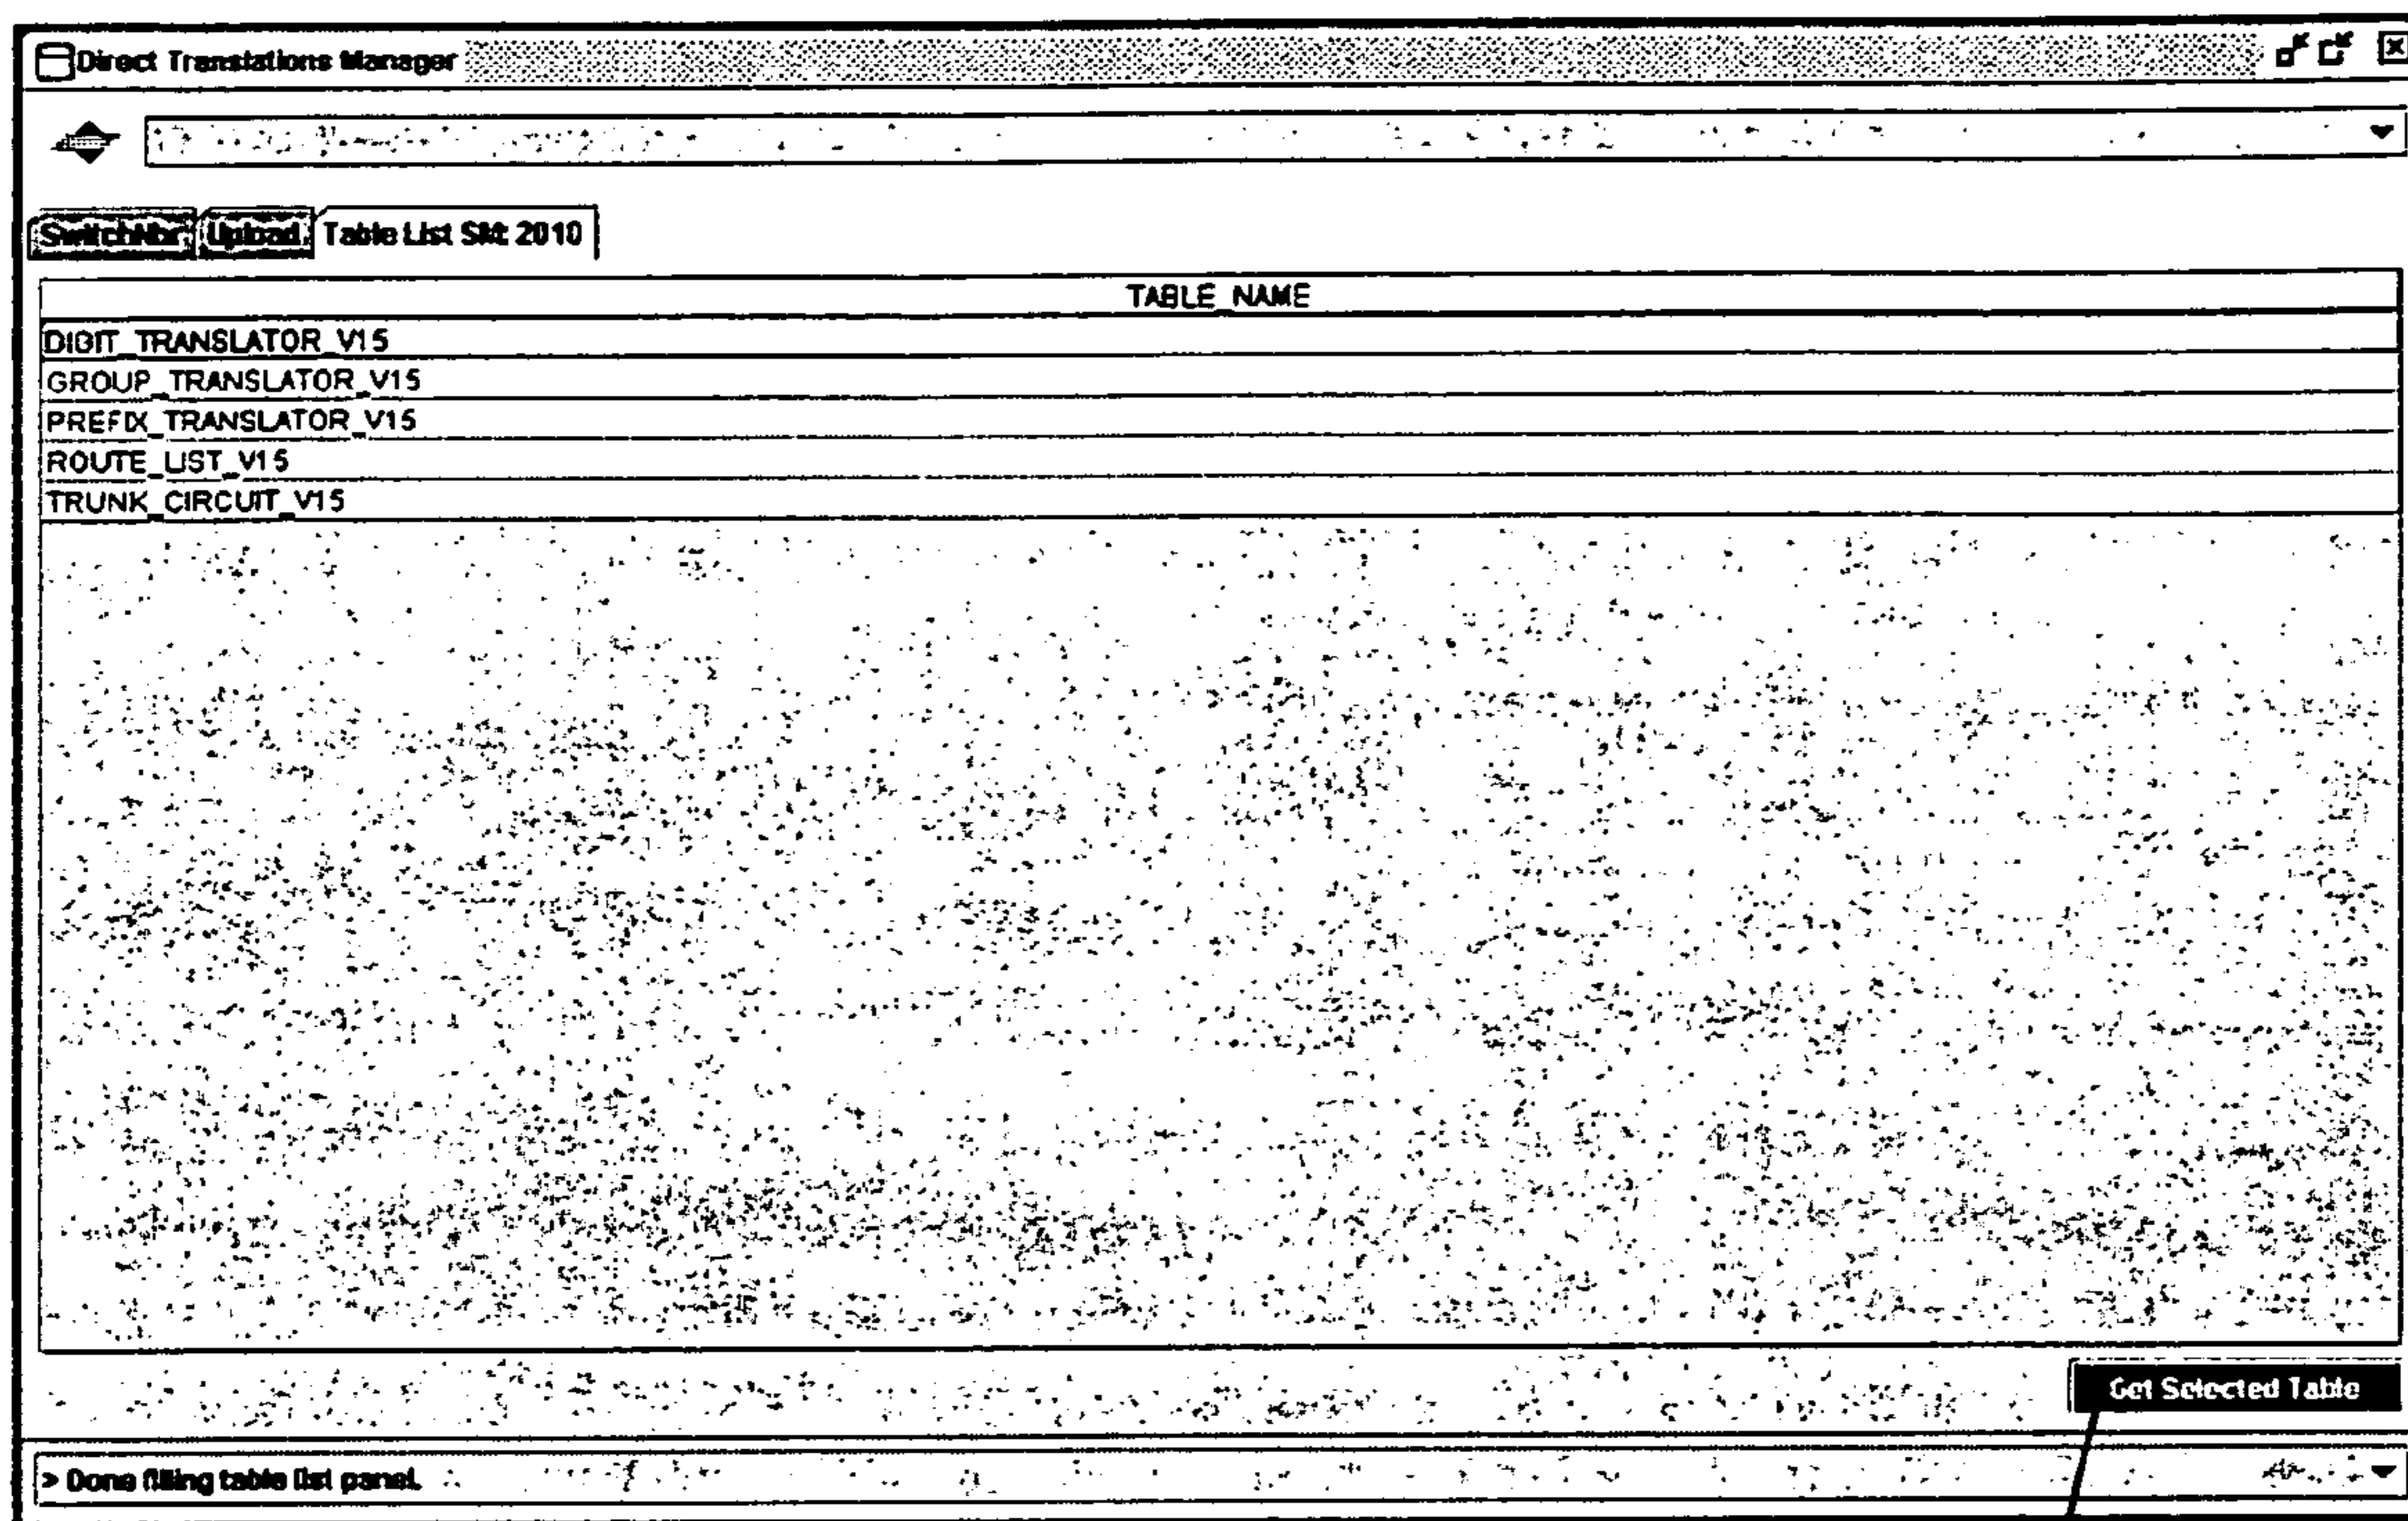 Direct Translations Manager
SwitchNbr Upload Table List SM: 2010
TABLE_NAME
DIGIT_TRANSLATOR_V15
GROUP_TRANSLATOR_V15
PREFIX_TRANSLATOR_V15
ROUTE_LIST_V15
TRUNK_CIRCUIT_V15
Get Selected Table
> Done filling table list panel.